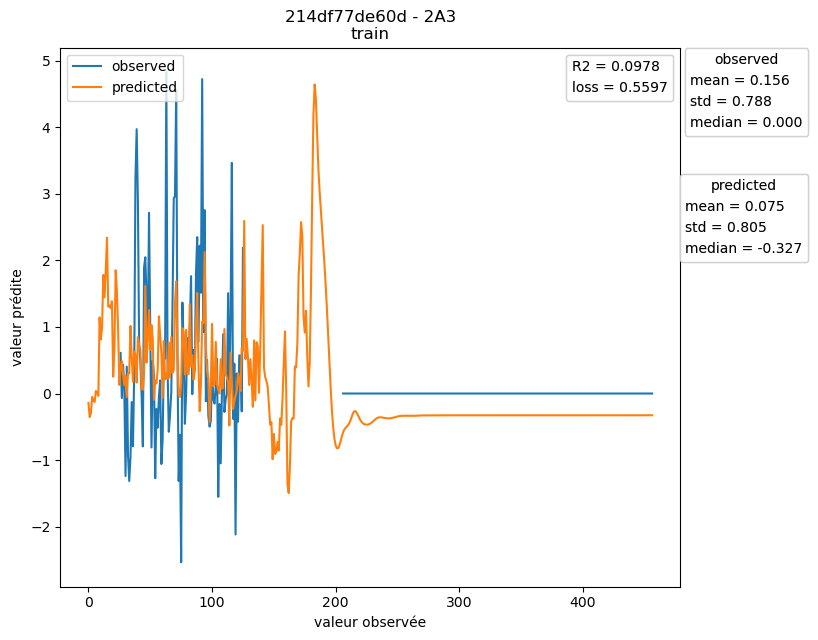 214df77de60d - 2A3
train
observed
predicted
R2 = 0.0978
loss = 0.5597
observed
mean = 0.156
std = 0.788
median = 0.000
predicted
mean = 0.075
std = 0.805
median = -0.327
valeur prédite
5
4
3
2
1
0
−1
−2
0
100
200
300
400
valeur observée